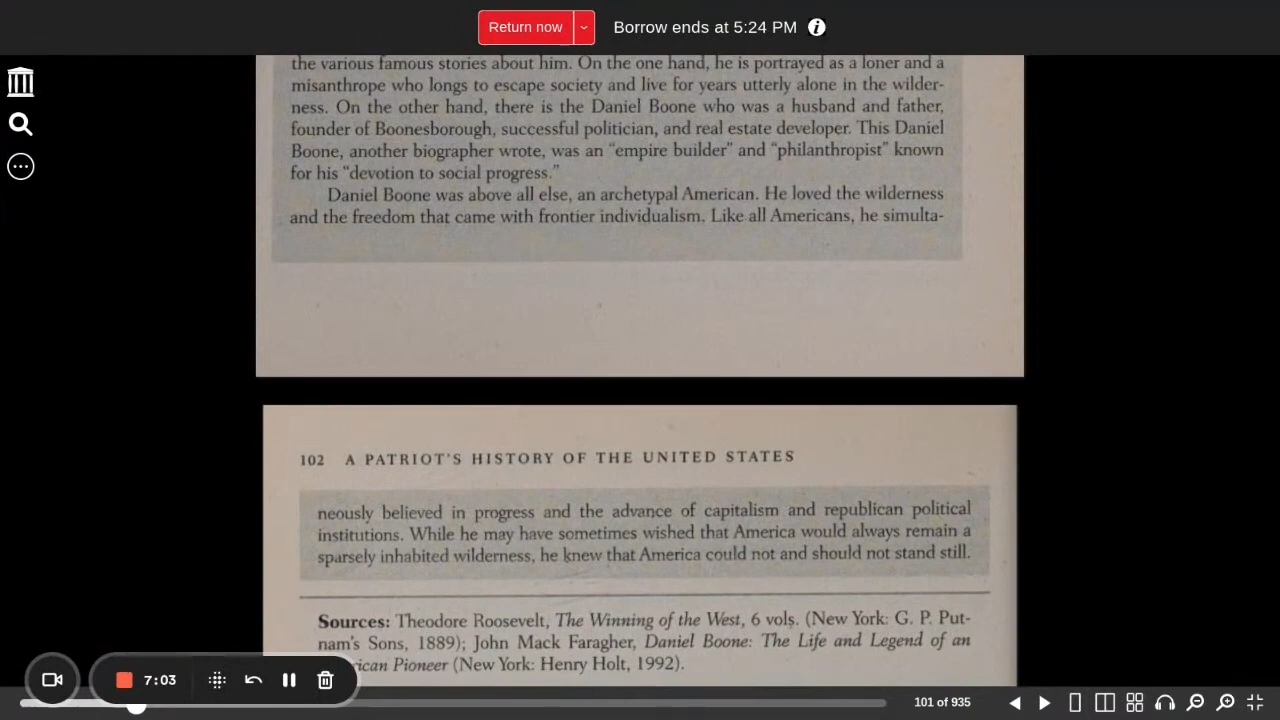 Return now
Borrow ends at 5:24 PM
the various famous stories about him. On the one hand, he is portrayed as a loner and a
misanthrope who longs to escape society and live for years utterly alone in the wilder-
ness. On the other hand, there is the Daniel Boone who was a husband and father,
founder of Boonesborough, successful politician, and real estate developer. This Daniel
Boone, another biographer wrote, was an “empire builder” and “philanthropist” known
for his “devotion to social progress.”
Daniel Boone was above all else, an archetypal American. He loved the wilderness
and the freedom that came with frontier individualism. Like all Americans, he simulta-
102 A PATRIOT'S HISTORY OF THE UNITED STATES
neously believed in progress and the advance of capitalism and republican political
institutions. While he may have sometimes wished that America would always remain a
sparsely inhabited wilderness, he knew that America could not and should not stand still.
Sources: Theodore Roosevelt, The Winning of the West, 6 vols. (New York: G. P. Put-
nam's Sons, 1889); John Mack Faragher, Daniel Boone: The Life and Legend of an
rican Pioneer (New York: Henry Holt, 1992).
7:03
101 of 935